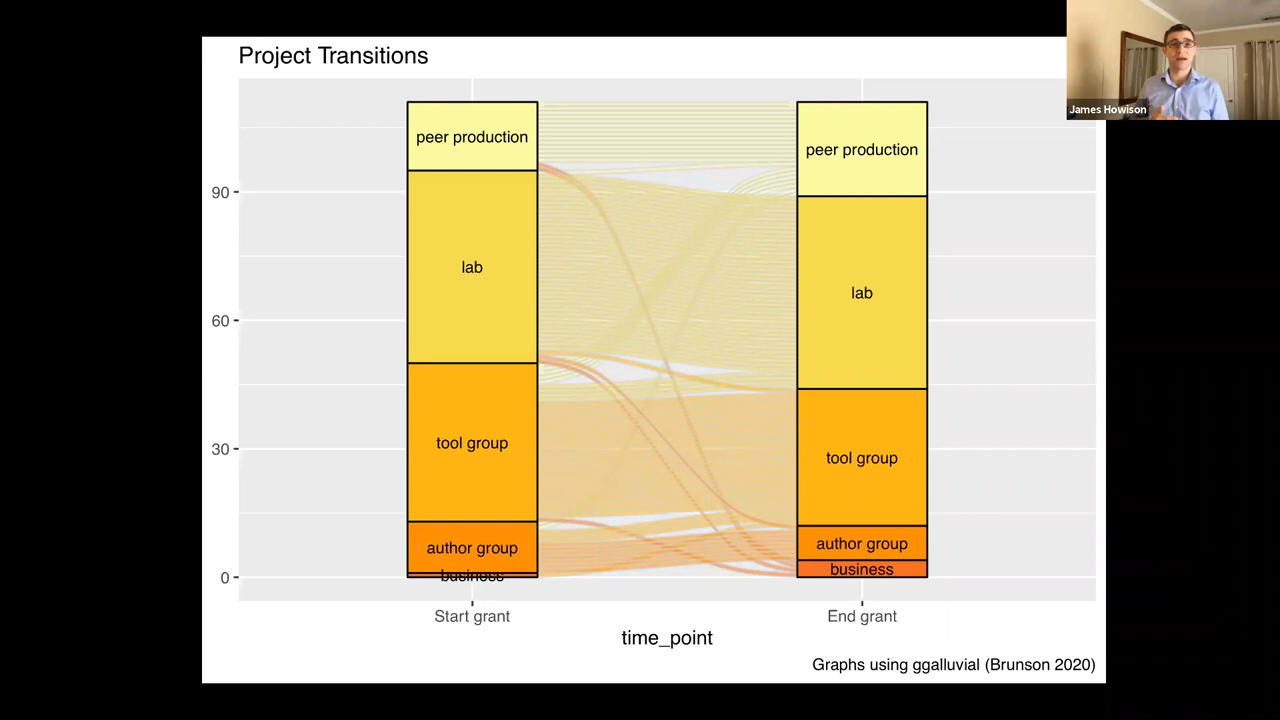 Project Transitions
James Howison
peer production
peer production
90
lab
lab
60
tool group
30
tool group
author group
author group
business
business
0
Start grant
End grant
time_point
Graphs using ggalluvial (Brunson 2020)